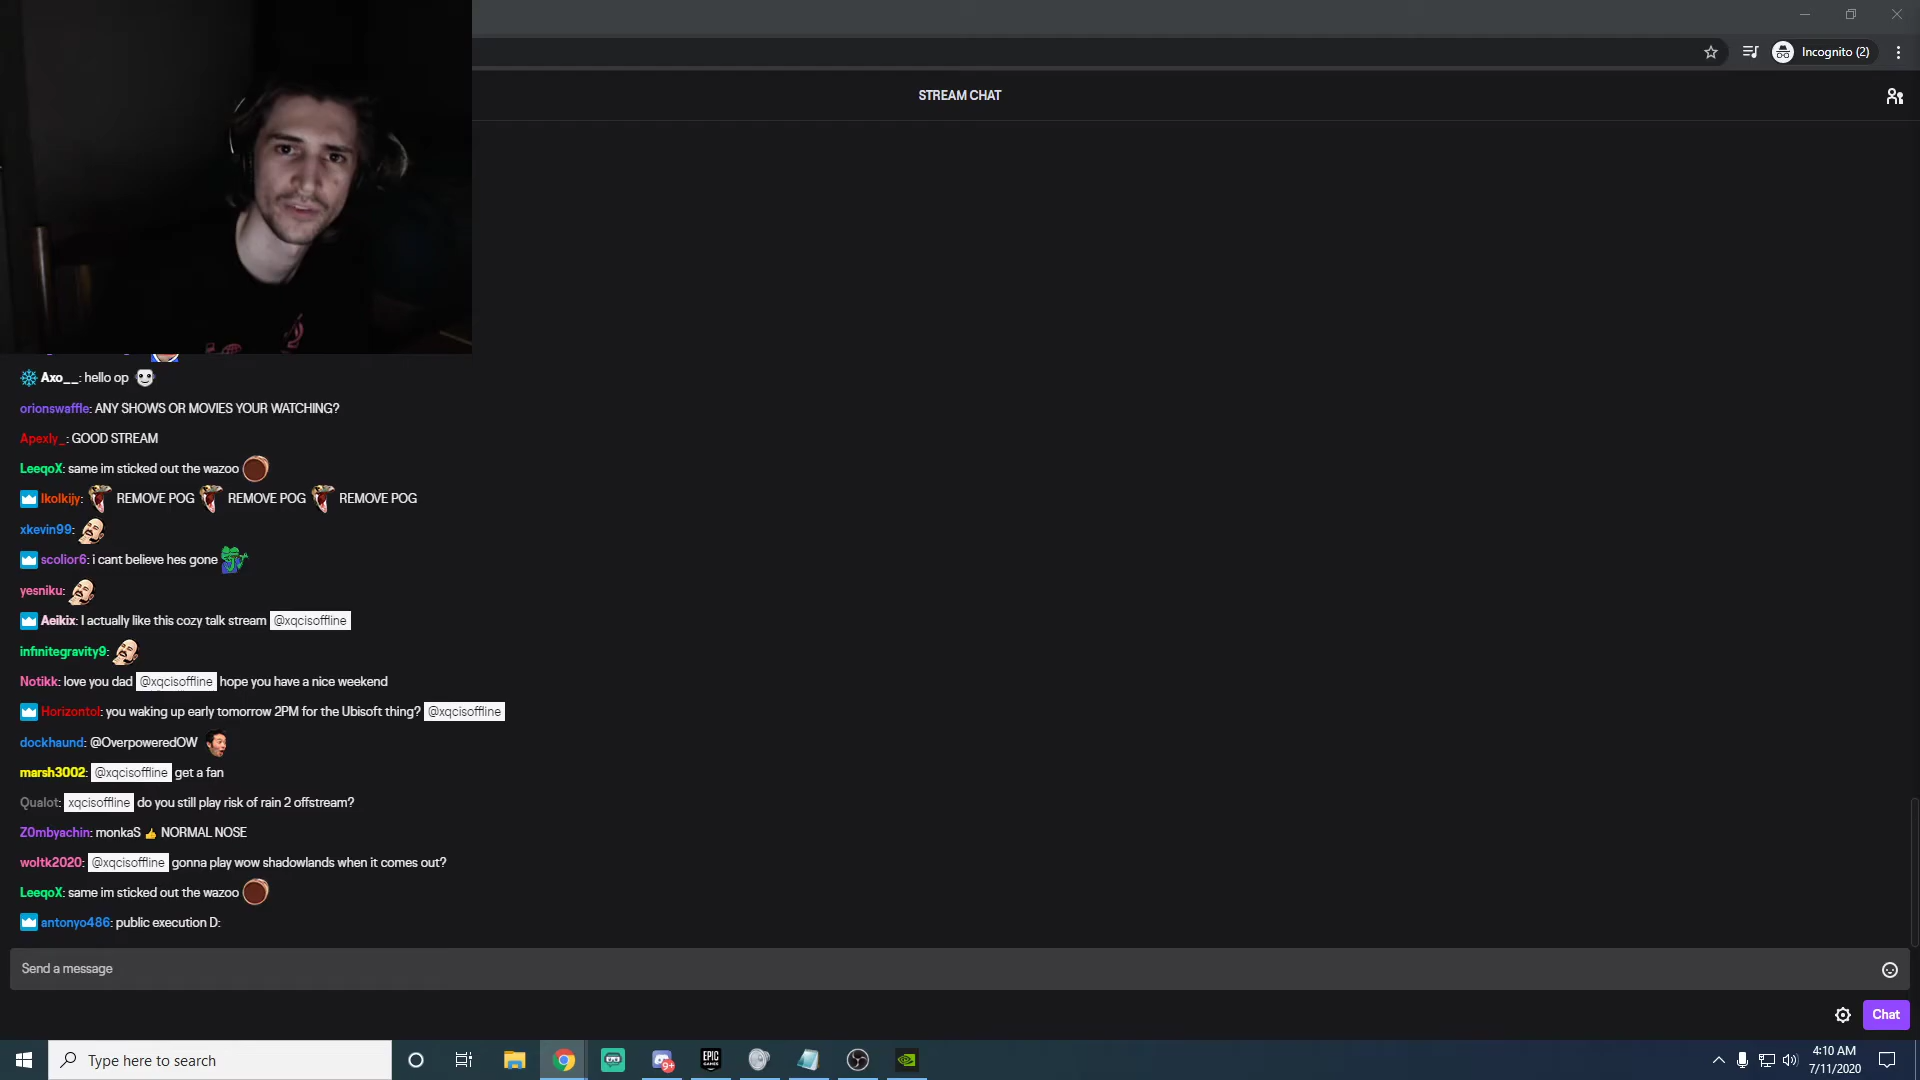 Incognito (2)
STREAM CHAT
Axo__: hello op
orionswaffle: ANY SHOWS OR MOVIES YOUR WATCHING?
Apexly_: GOOD STREAM
LeeqoX: same im sticked out the wazoo
lkolkijy: REMOVE POG REMOVE POG REMOVE POG
xkevin99:
scolior6: i cant believe hes gone
yesniku:
Aeikix: I actually like this cozy talk stream @xqcisoffline
infinitegravity9:
Notikk: love you dad @xqcisoffline hope you have a nice weekend
Horizontol: you waking up early tomorrow 2PM for the Ubisoft thing? @xqcisoffline
dockhaund: @OverpoweredOW
marsh3002: @xqcisoffline get a fan
Qualot: xqcisoffline do you still play risk of rain 2 offstream?
Z0mbyachin: monkaS 👍 NORMAL NOSE
woltk2020: @xqcisoffline gonna play wow shadowlands when it comes out?
LeeqoX: same im sticked out the wazoo
antonyo486: public execution D:
Send a message
Chat
Type here to search
9+
EPIC
GAMES
4:10 AM
7/11/2020